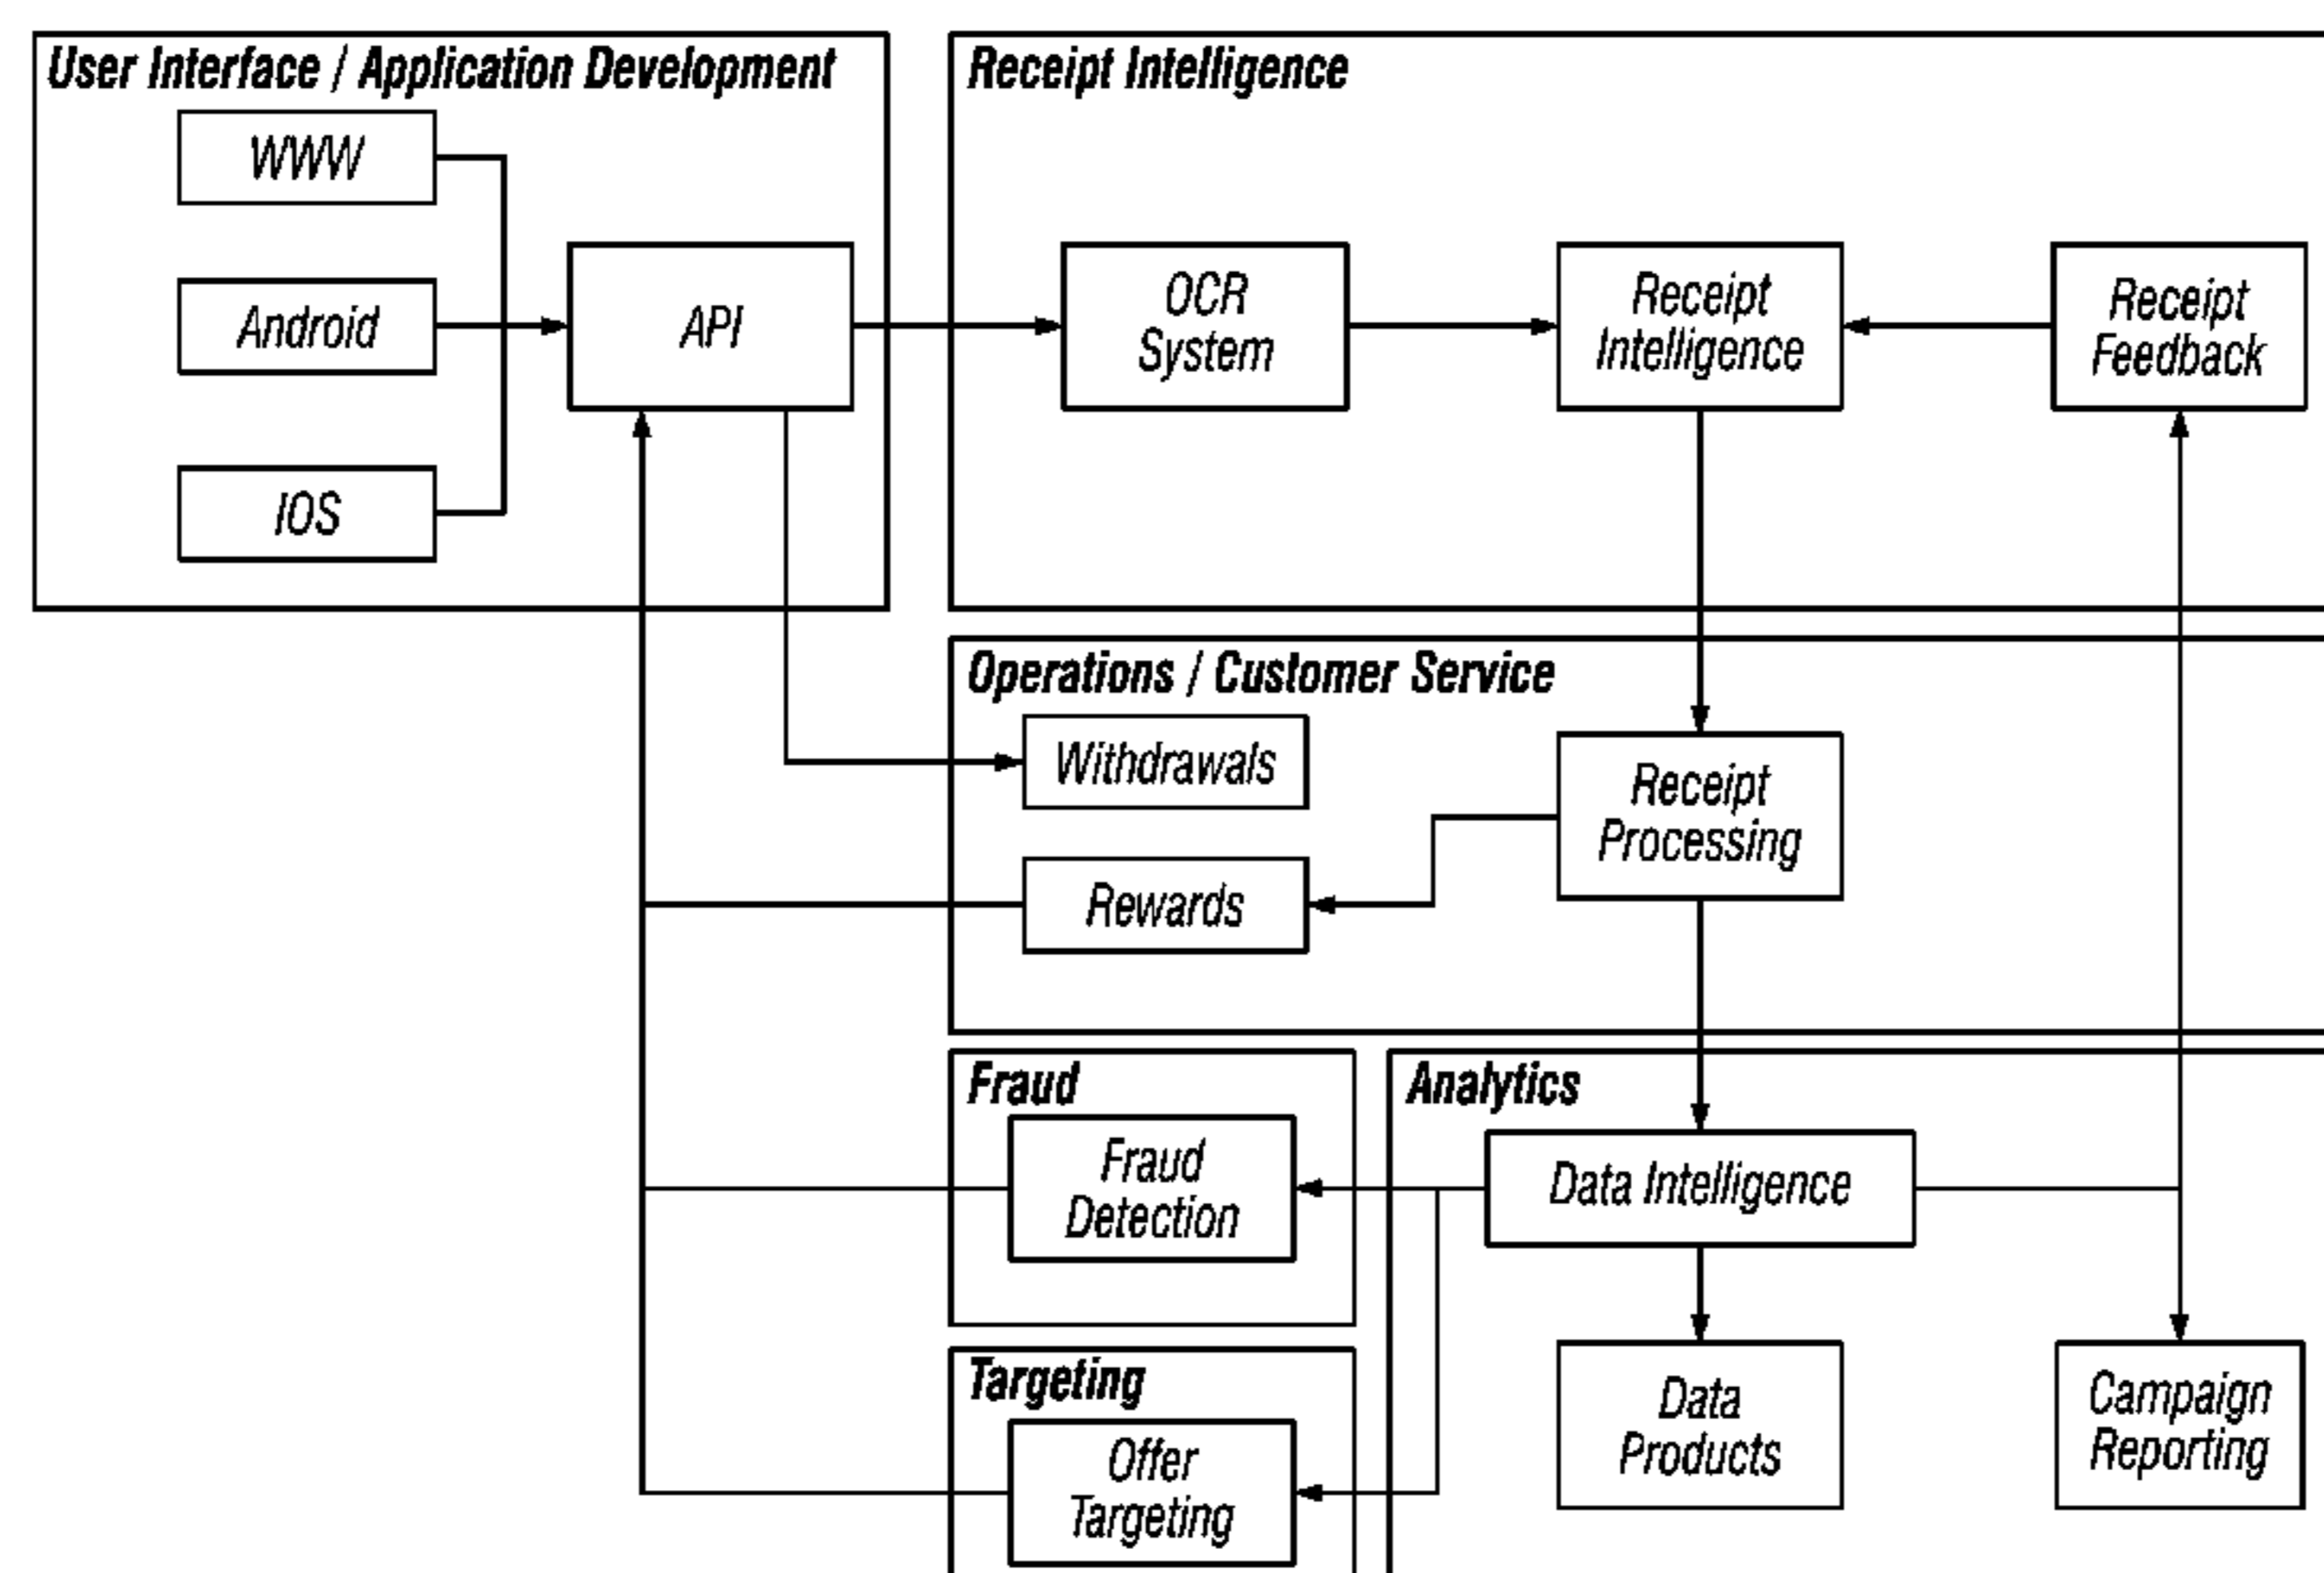 User Interface / Application Development
WWW
Android
IOS
API
Receipt Intelligence
OCR
System
Receipt
Intelligence
Receipt
Feedback
Operations / Customer Service
Withdrawals
Rewards
Receipt
Processing
Fraud
Fraud
Detection
Analytics
Data Intelligence
Data
Products
Campaign
Reporting
Targeting
Offer
Targeting